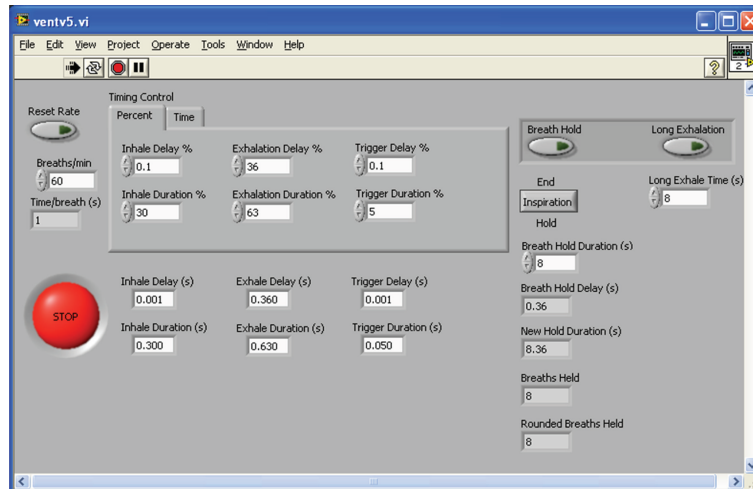 ventv5.vi
File Edit View Project Operate Tools Window Help
2
Timing Control
Reset Rate
Percent Time
Breath Hold Long Exhalation
Inhale Delay % Exhalation Delay % Trigger Delay %
0.1 36 0.1
Breaths/min
60
Time/breath (s)
1
Inhale Duration % Exhalation Duration % Trigger Duration %
30 63 5
End
Inspiration
Hold
Long Exhale Time (s)
8
Breath Hold Duration (s)
8
STOP
Inhale Delay (s) Exhale Delay (s) Trigger Delay (s)
0.001 0.360 0.001
Inhale Duration (s) Exhale Duration (s) Trigger Duration (s)
0.300 0.630 0.050
Breath Hold Delay (s)
0.36
New Hold Duration (s)
8.36
Breaths Held
8
Rounded Breaths Held
8